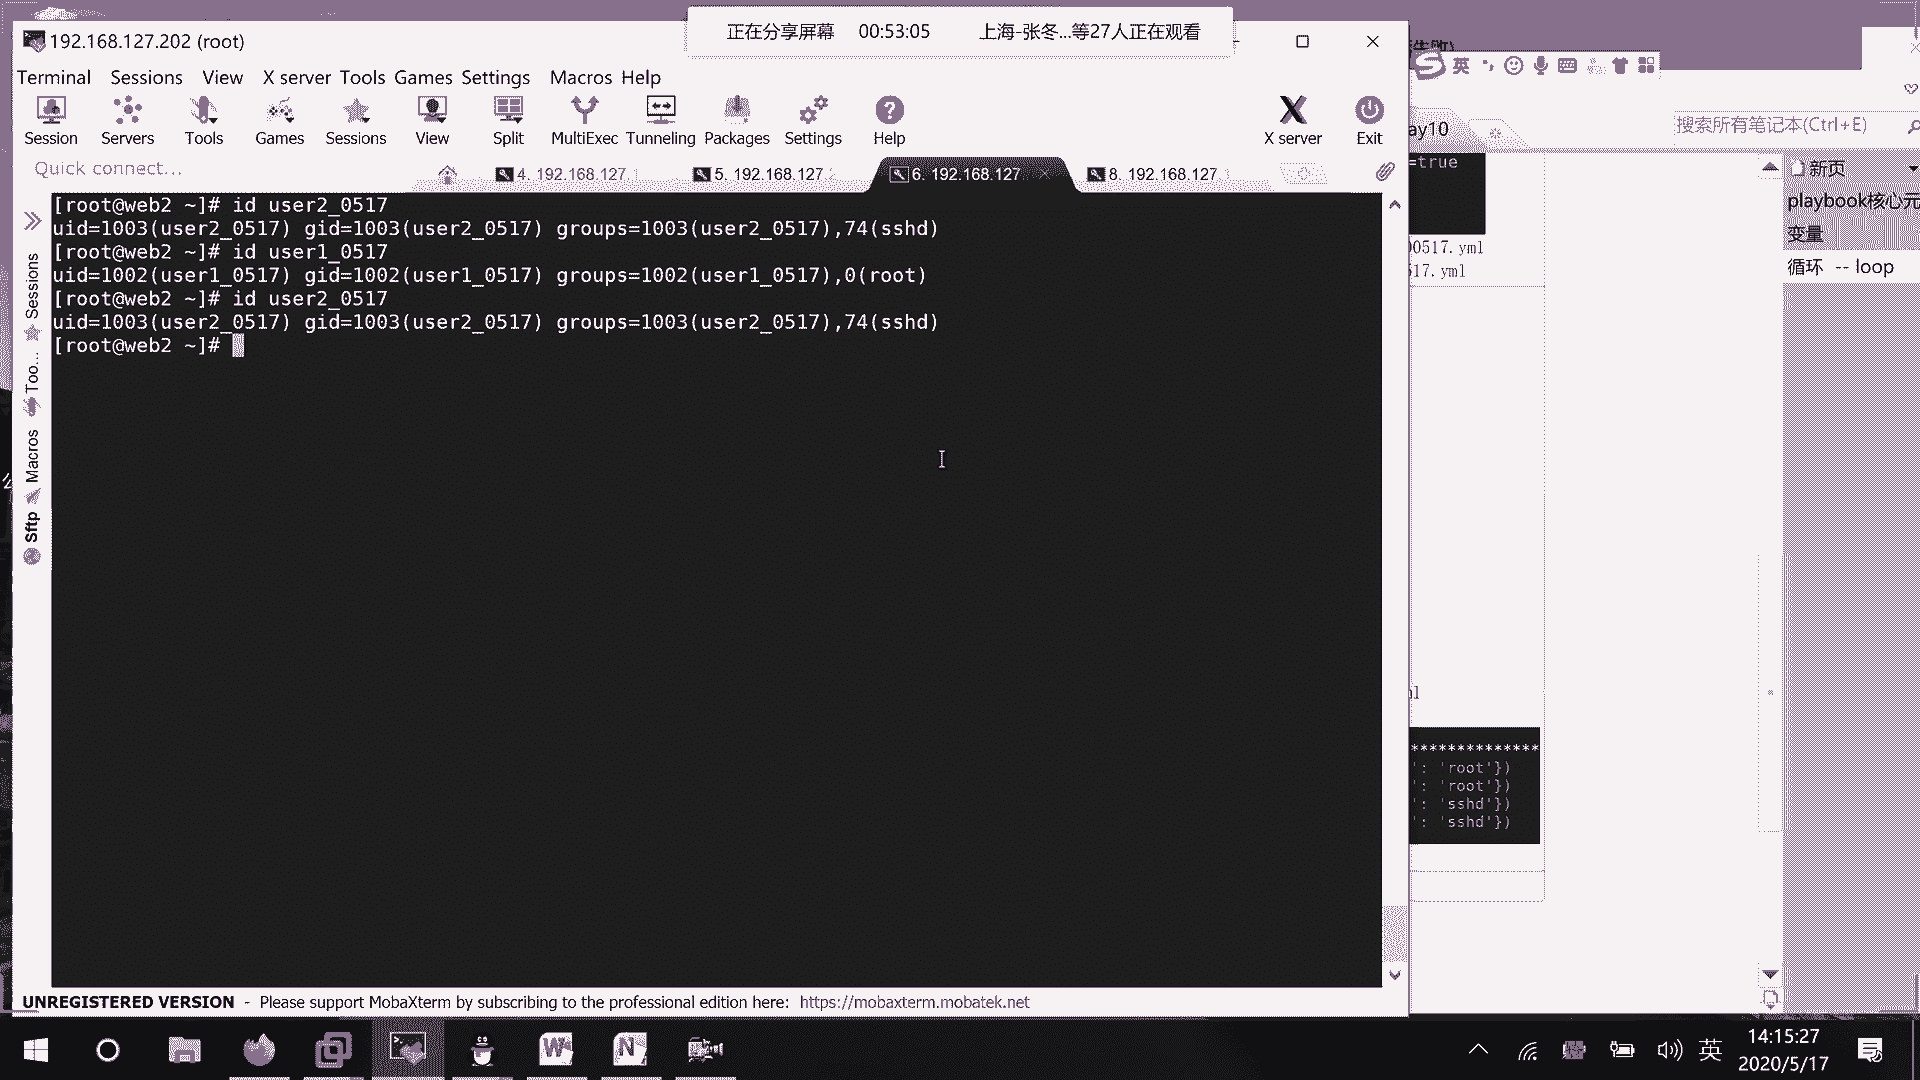 正在分享屏幕 00:53:05 上海-张冬...等27人正在观看
192.168.127.202 (root)
Terminal Sessions View X server Tools Games Settings Macros Help
Session Servers Tools Games Sessions View Split MultiExec Tunneling Packages Settings Help X server Exit
Quick connect...
4. 192.168.127.
5. 192.168.127.
6. 192.168.127.
8. 192.168.127.
[root@web2 ~]# id user2_0517
uid=1003(user2_0517) gid=1003(user2_0517) groups=1003(user2_0517),74(sshd)
[root@web2 ~]# id user1_0517
uid=1002(user1_0517) gid=1002(user1_0517) groups=1002(user1_0517),0(root)
[root@web2 ~]# id user2_0517
uid=1003(user2_0517) gid=1003(user2_0517) groups=1003(user2_0517),74(sshd)
[root@web2 ~]#
Sessions
Too...
Macros
Sftp
UNREGISTERED VERSION - Please support MobaXterm by subscribing to the professional edition here: https://mobaxterm.mobatek.net
英
ay10
搜索所有笔记本(Ctrl+E)
=true
0517.yml
517.yml
新页
playbook核心元
变量
循环 -- loop
**************
': 'root'})
': 'root'})
': 'sshd'})
': 'sshd'})
英
14:15:27
2020/5/17